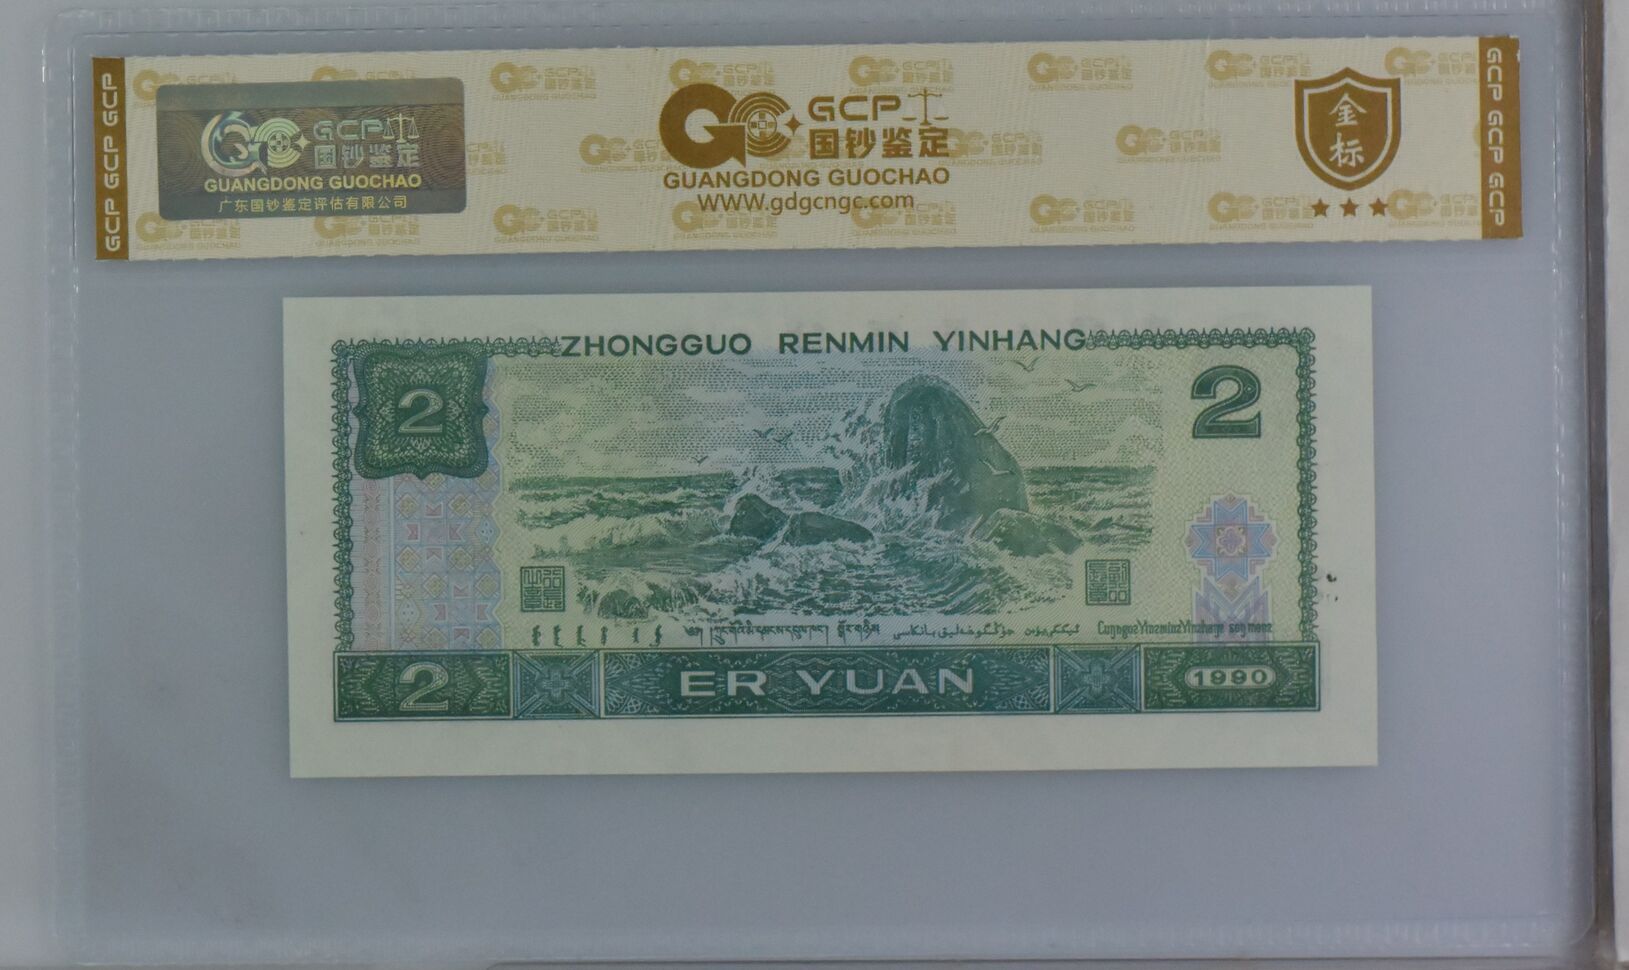 GCP GCP GCP
GCP
国钞鉴定
GUANGDONG GUOCHAO
广东国钞鉴定评估有限公司
GCP
国钞鉴定
GUANGDONG GUOCHAO
www.gdgcngc.com
金标
GCP GCP GCP
ZHONGGUO RENMIN YINHANG
2
2
2
ER YUAN
1990